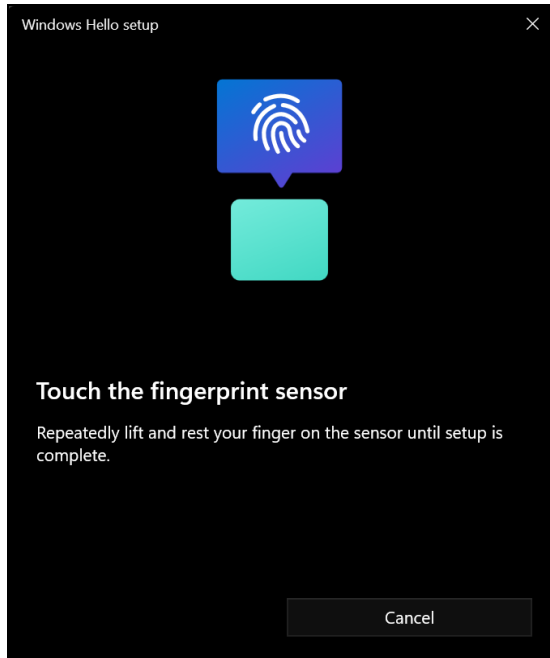 Windows Hello setup
Touch the fingerprint sensor
Repeatedly lift and rest your finger on the sensor until setup is
complete.
Cancel